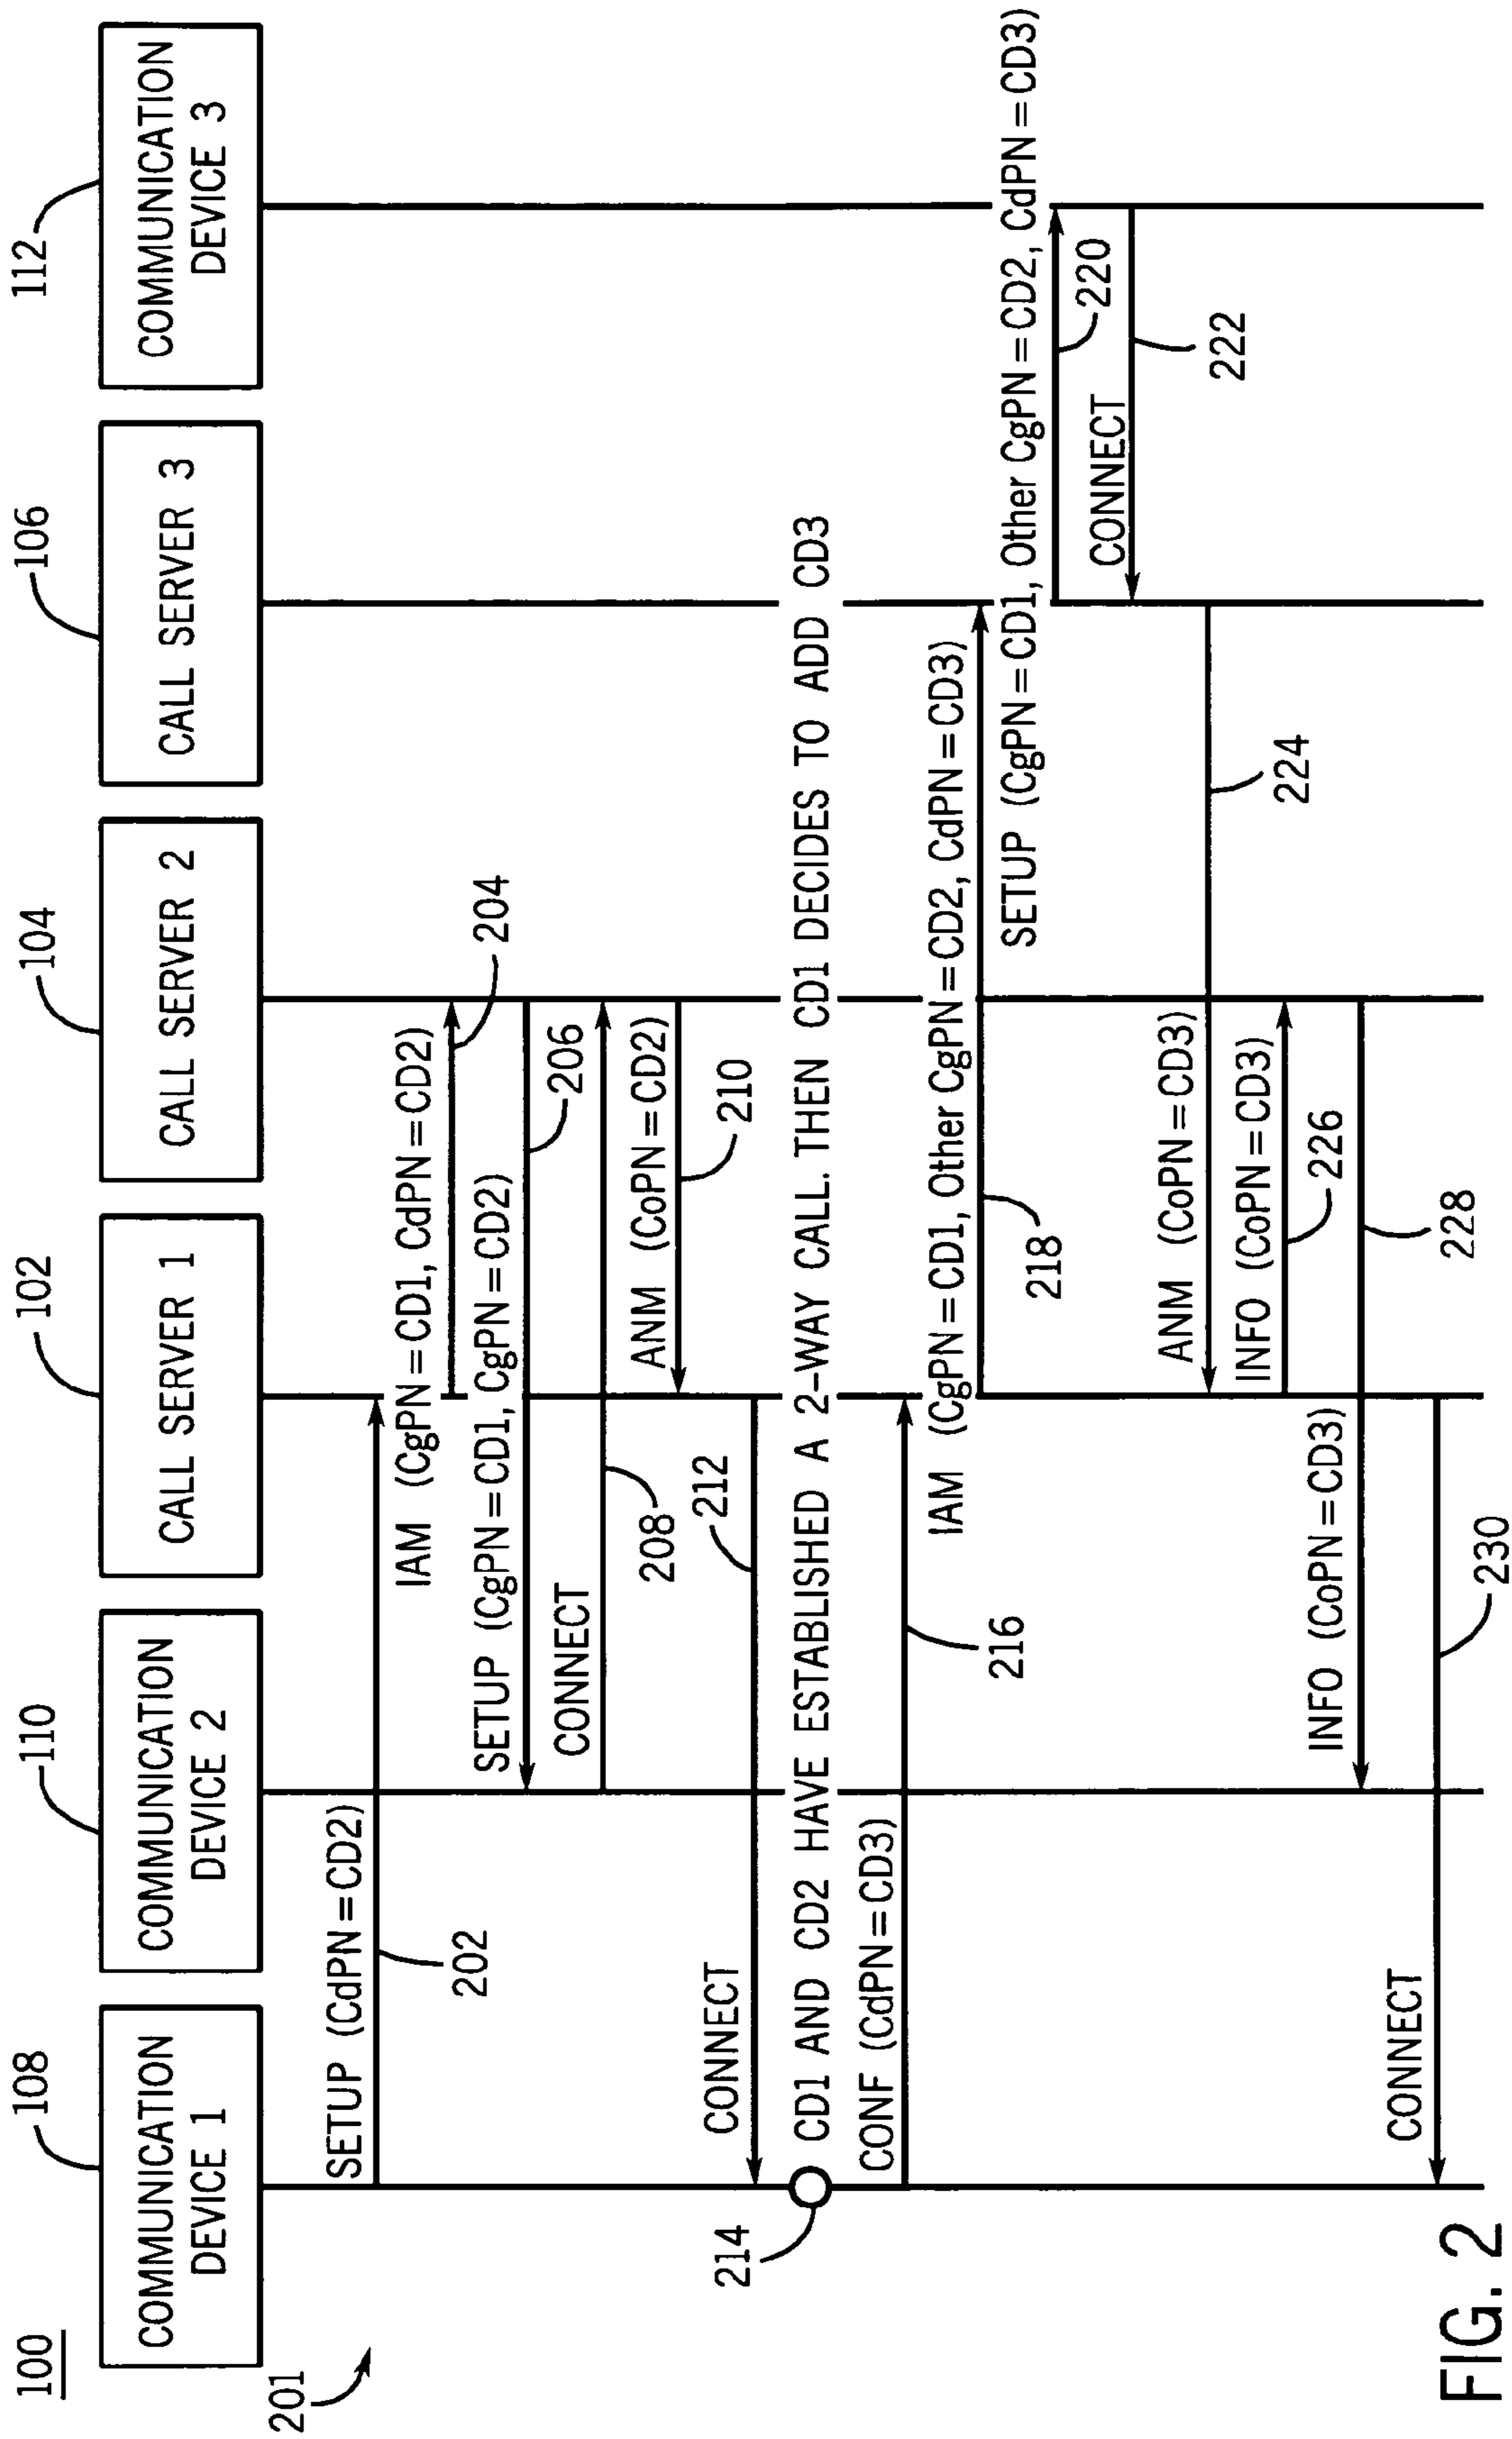 100
201
108
110
102
104
106
112
COMMUNICATION
DEVICE 1
COMMUNICATION
DEVICE 2
CALL SERVER 1
CALL SERVER 2
CALL SERVER 3
COMMUNICATION
DEVICE 3
SETUP (CdPN=CD2)
202
IAM (CgPN=CD1, CdPN=CD2)
204
SETUP (CgPN=CD1, CgPN=CD2)
206
CONNECT
208
ANM (CoPN=CD2)
210
CONNECT
212
214
CD1 AND CD2 HAVE ESTABLISHED A 2-WAY CALL. THEN CD1 DECIDES TO ADD CD3
CONF (CdPN=CD3)
216
IAM (CgPN=CD1, Other CgPN=CD2, CdPN=CD3)
218
SETUP (CgPN=CD1, Other CgPN=CD2, CdPN=CD3)
220
CONNECT
222
ANM (CoPN=CD3)
224
INFO (CoPN=CD3)
226
INFO (CoPN=CD3)
228
CONNECT
230
FIG. 2